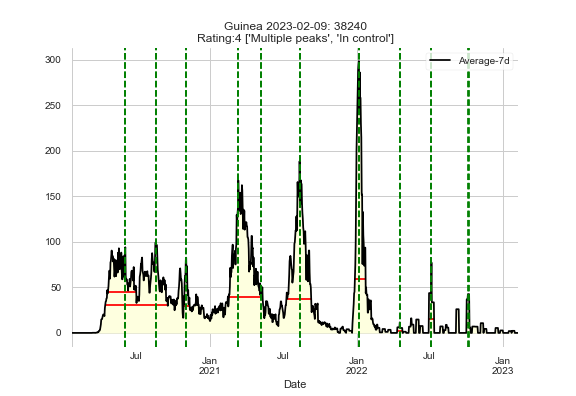 Guinea 2023-02-09: 38240
Rating:4 ['Multiple peaks', 'In control']
Average-7d
300
250
200
150
100
50
0
Jul
Jan
2021
Jul
Jan
2022
Jul
Jan
2023
Date